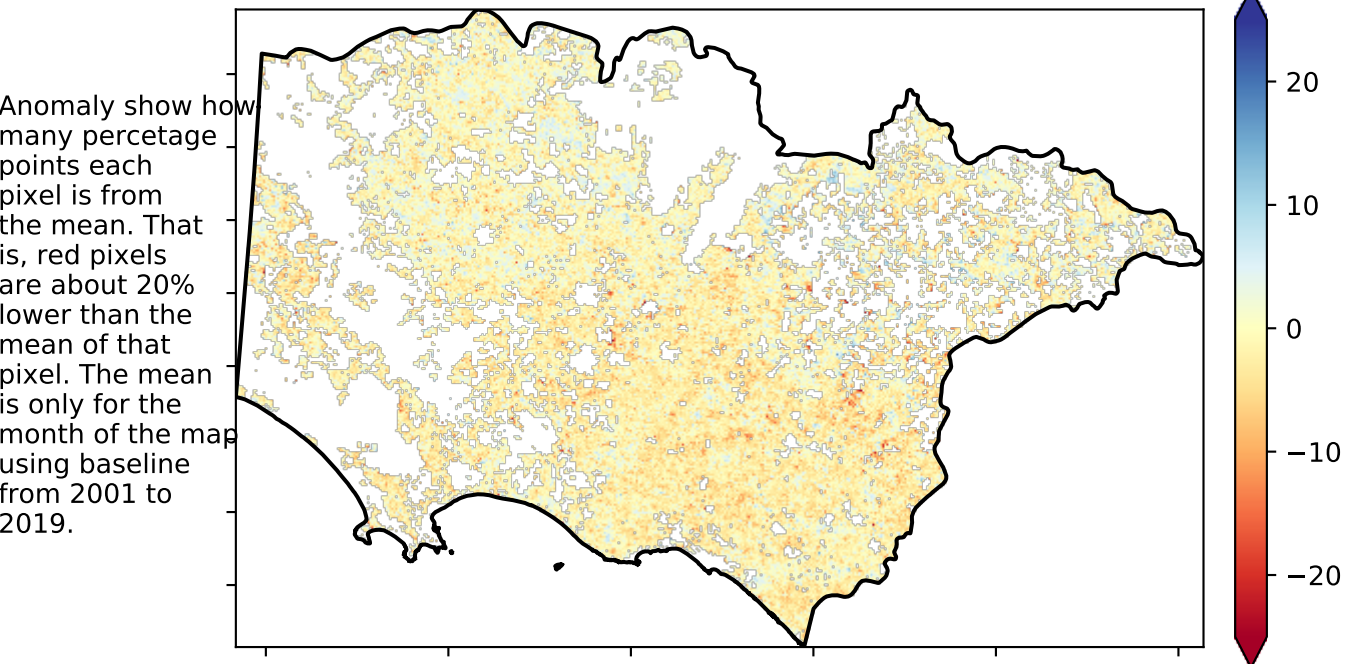 Anomaly show how
many percetage
points each
pixel is from
the mean. That
is, red pixels
are about 20%
lower than the
mean of that
pixel. The mean
is only for the
month of the map
using baseline
from 2001 to
2019.
20
10
0
−10
−20